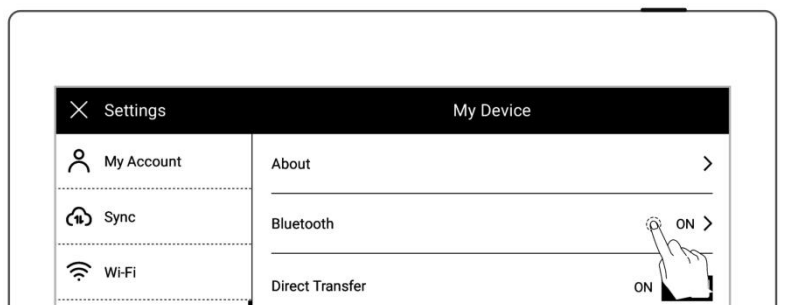 Settings
My Device
My Account
About
Sync
Bluetooth
ON
Wi-Fi
Direct Transfer
ON